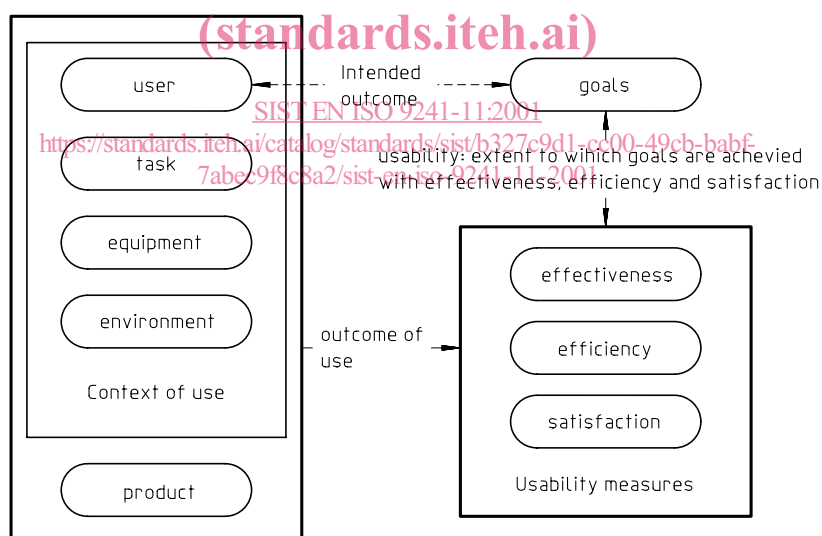 (standards.iteh.ai)
user
Intended
outcome
goals
SIST EN ISO 9241-11:2001
https://standards.iteh.ai/catalog/standards/sist/b327c9d1-cc00-49cb-babf-
7abec9f8c8a2/sist-en-iso-9241-11-2001
task
usability: extent to which goals are achevied
with effectiveness, efficiency and satisfaction
equipment
environment
Context of use
product
outcome of
use
effectiveness
efficiency
satisfaction
Usability measures